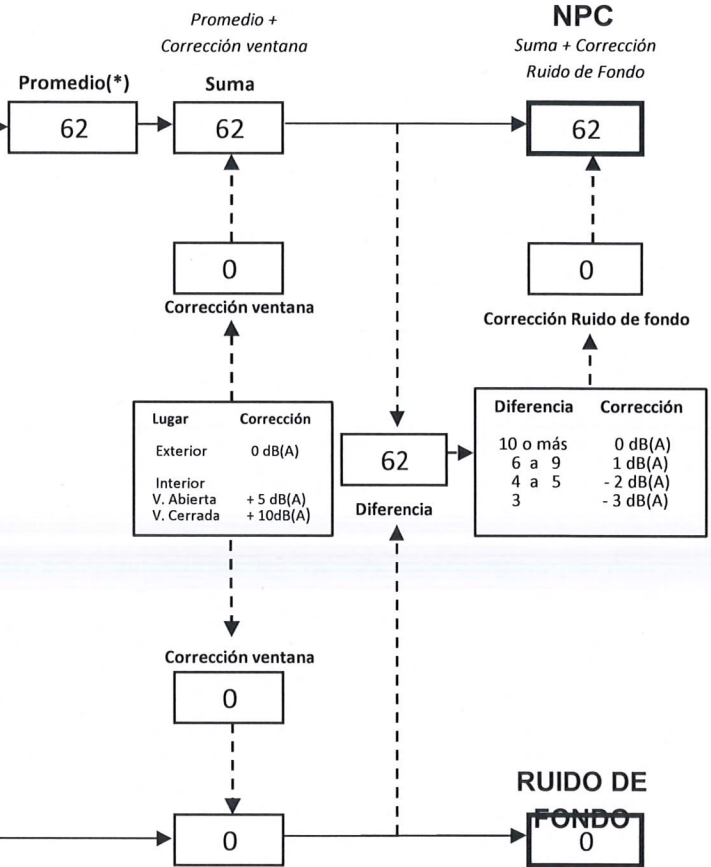 Promedio +
Corrección ventana
NPC
Suma + Corrección
Ruido de Fondo
Promedio(*)
Suma
62
62
62
0
0
Corrección ventana
Corrección Ruido de fondo
Lugar Corrección
Exterior 0 dB(A)
Interior
V. Abierta + 5 dB(A)
V. Cerrada + 10dB(A)
62
Diferencia
Diferencia Corrección
10 o más 0 dB(A)
6 a 9 1 dB(A)
4 a 5 - 2 dB(A)
3 - 3 dB(A)
Corrección ventana
0
RUIDO DE
FONDO
0
0